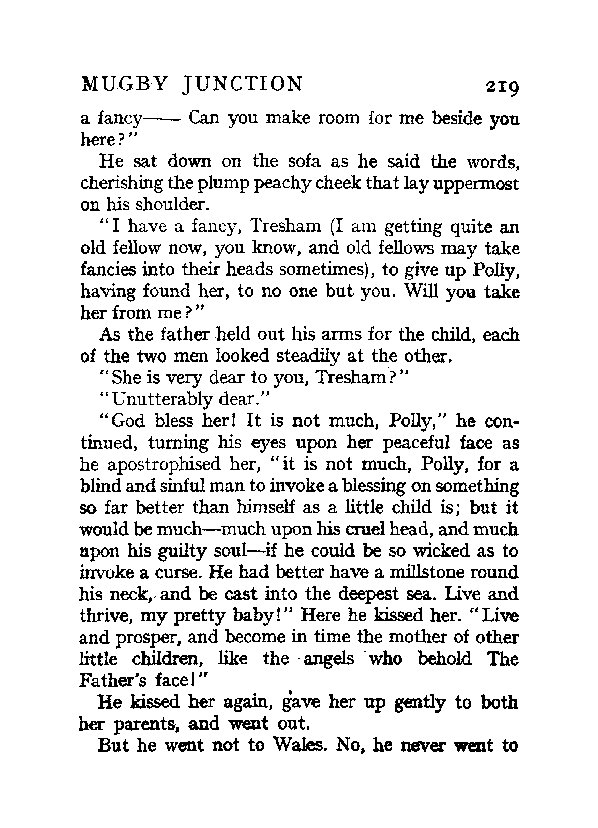 MUGBY JUNCTION 219
a fancy—— Can you make room for me beside you
here?”
He sat down on the sofa as he said the words,
cherishing the plump peachy cheek that lay uppermost
on his shoulder.
“I have a fancy, Tresham (I am getting quite an
old fellow now, you know, and old fellows may take
fancies into their heads sometimes), to give up Polly,
having found her, to no one but you. Will you take
her from me?”
As the father held out his arms for the child, each
of the two men looked steadily at the other.
“She is very dear to you, Tresham?”
“Unutterably dear.”
“God bless her! It is not much, Polly,” he con-
tinued, turning his eyes upon her peaceful face as
he apostrophised her, “it is not much, Polly, for a
blind and sinful man to invoke a blessing on something
so far better than himself as a little child is; but it
would be much—much upon his cruel head, and much
upon his guilty soul—if he could be so wicked as to
invoke a curse. He had better have a millstone round
his neck, and be cast into the deepest sea. Live and
thrive, my pretty baby!” Here he kissed her. “Live
and prosper, and become in time the mother of other
little children, like the angels who behold The
Father’s face!”
He kissed her again, gave her up gently to both
her parents, and went out.
But he went not to Wales. No, he never went to